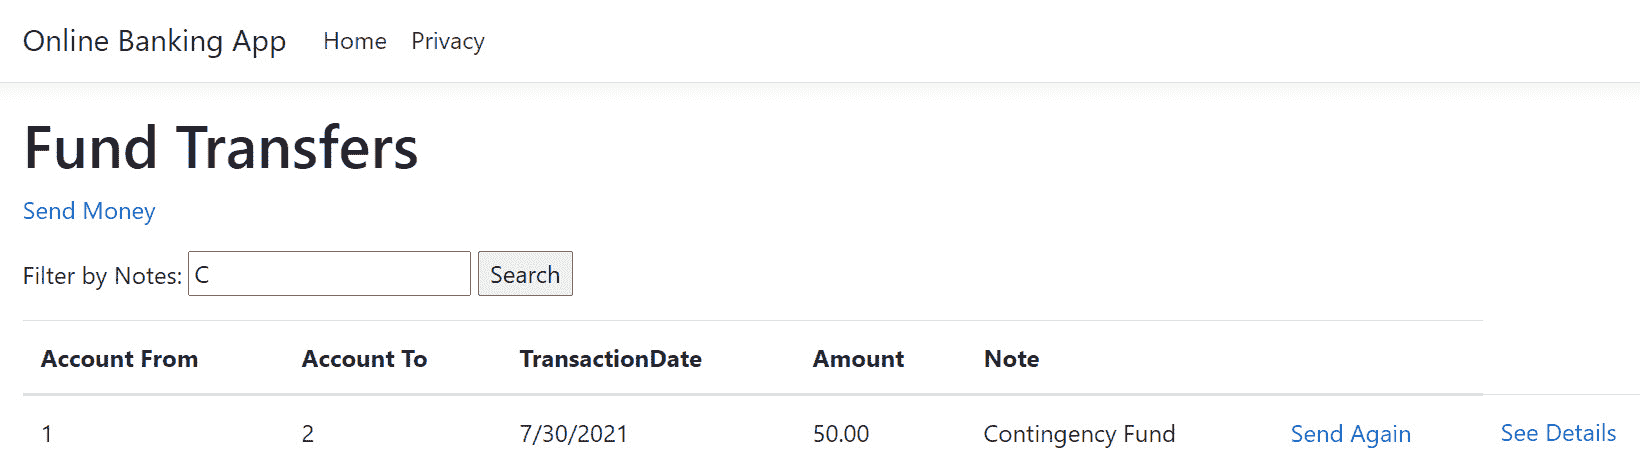 Online Banking App Home Privacy
Fund Transfers
Send Money
Filter by Notes: C Search
Account From Account To TransactionDate Amount Note
1 2 7/30/2021 50.00 Contingency Fund Send Again See Details